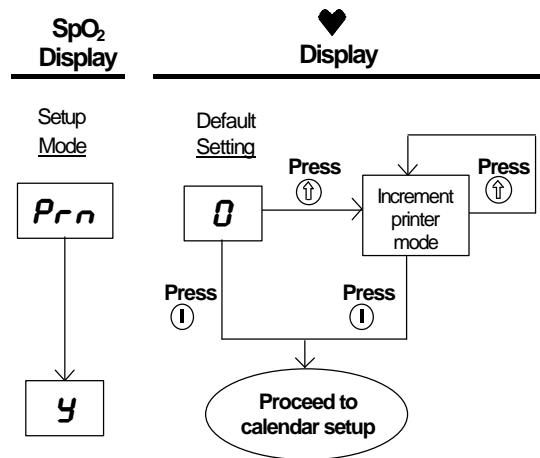 SpO₂
Display
Display
Setup
Mode
Default
Setting
Prn
0
Press
Increment
printer
mode
Press
Press
Press
y
Proceed to
calendar setup